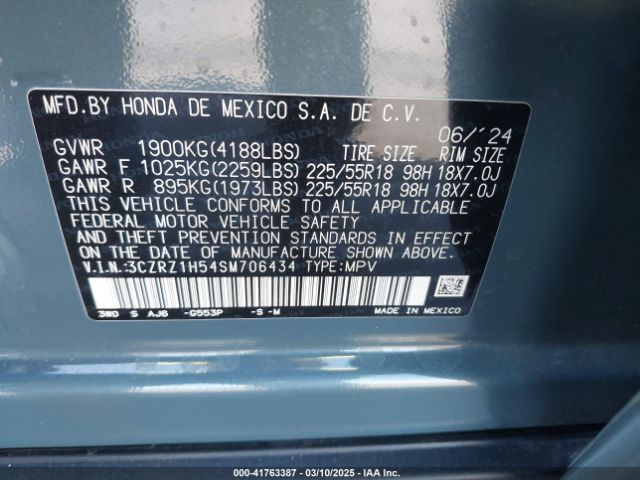 MFD.BY HONDA DE MEXICO S.A. DE C.V.
06/'24
GVWR 1900KG(4188LBS) TIRE SIZE RIM SIZE
GAWR F 1025KG(2259LBS) 225/55R18 98H 18X7.0J
GAWR R 895KG(1973LBS) 225/55R18 98H 18X7.0J
THIS VEHICLE CONFORMS TO ALL APPLICABLE
FEDERAL MOTOR VEHICLE SAFETY
AND THEFT PREVENTION STANDARDS IN EFFECT
ON THE DATE OF MANUFACTURE SHOWN ABOVE.
V.I.N.:3CZRZ1H54SM706434 TYPE:MPV
3W0 S AJ6 -G553P -S -M MADE IN MEXICO
000-41763387 - 03/10/2025 - IAA Inc.